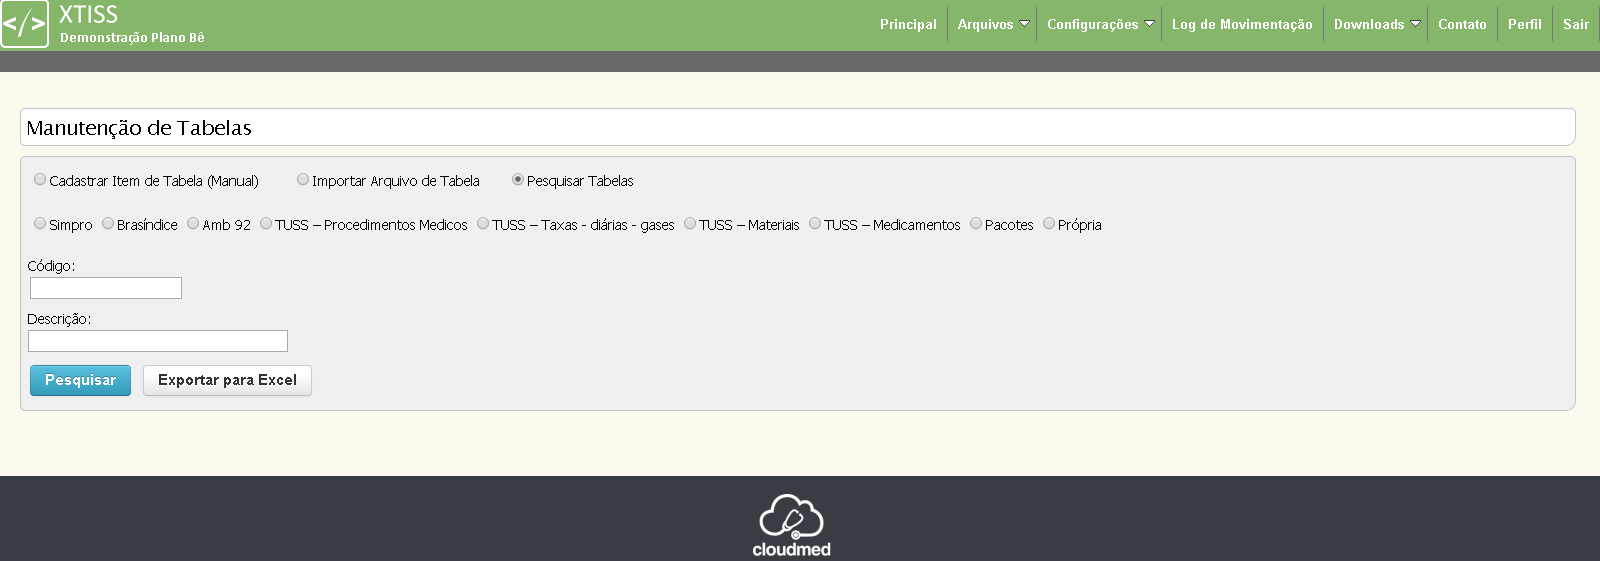 </> XTISS
Demonstração Plano Bê
Principal Arquivos Configurações Log de Movimentação Downloads Contato Perfil Sair
Manutenção de Tabelas
Cadastrar Item de Tabela (Manual) Importar Arquivo de Tabela Pesquisar Tabelas
Simpro Brasíndice Amb 92 TUSS – Procedimentos Medicos TUSS – Taxas - diárias - gases TUSS – Materiais TUSS – Medicamentos Pacotes Própria
Código:
Descrição:
Pesquisar Exportar para Excel
cloudmed